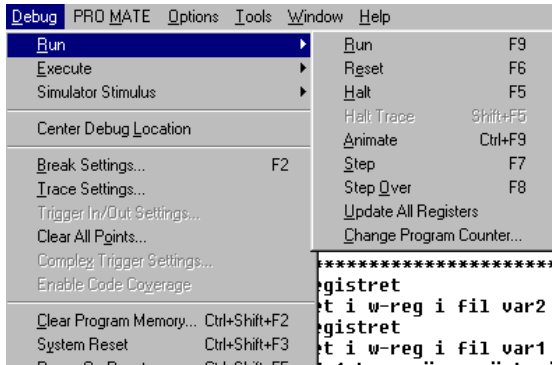 Debug PRO MATE Options Tools Window Help
Run
Execute
Simulator Stimulus
Center Debug Location
Break Settings... F2
Trace Settings...
Trigger In/Out Settings...
Clear All Points...
Complex Trigger Settings...
Enable Code Coverage
Clear Program Memory... Ctrl+Shift+F2
System Reset Ctrl+Shift+F3
Run F9
Reset F6
Halt F5
Halt Trace Shift+F5
Animate Ctrl+F9
Step F7
Step Over F8
Update All Registers
Change Program Counter...
***********************
gistret
t i w-reg i fil var2
gistret
t i w-reg i fil var1